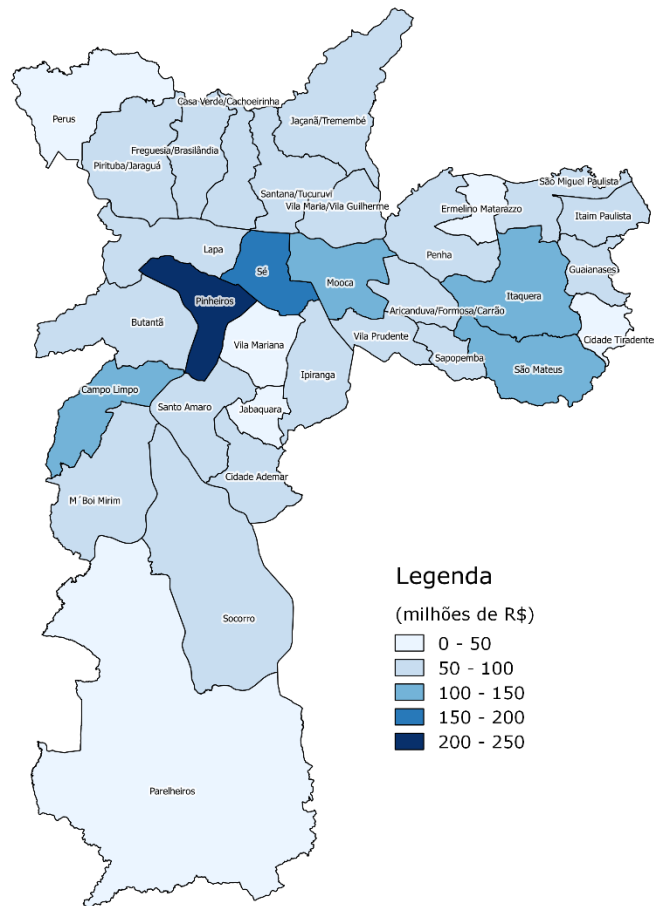 Casa Verde/Cachoeirinha
Perus
Jaçanã/Tremembé
Freguesia/Brasilândia
Pirituba/Jaraguá
São Miguel Paulista
Santana/Tucuruvi
Vila Maria/Vila Guilherme
Ermelino Matarazzo
Itaim Paulista
Lapa
Penha
Sé
Guaianases
Mooca
Pinheiros
Itaquera
Aricanduva/Formosa/Carrão
Butantã
Vila Mariana
Vila Prudente
Cidade Tiradente
Sapopemba
São Mateus
Ipiranga
Campo Limpo
Santo Amaro
Jabaquara
Cidade Ademar
M´Boi Mirim
Socorro
Parelheiros
Legenda
(milhões de R$)
0 - 50
50 - 100
100 - 150
150 - 200
200 - 250